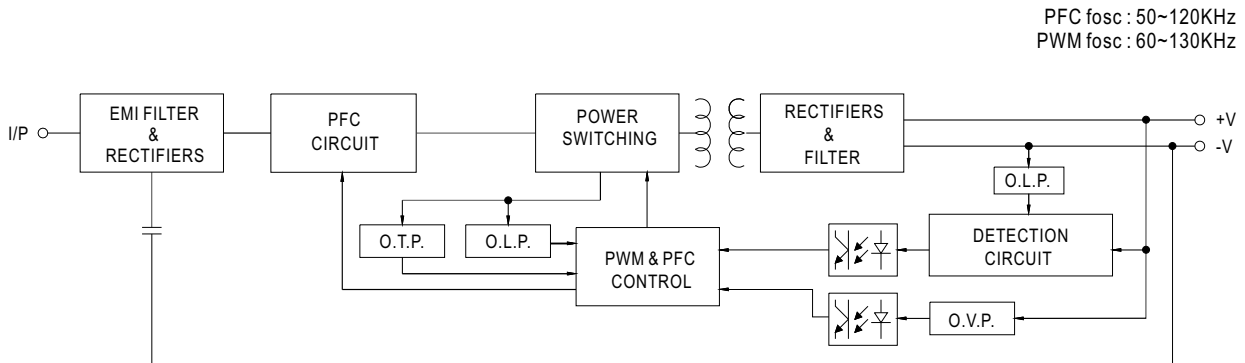 PFC fosc : 50~120KHz
PWM fosc : 60~130KHz
I/P
EMI FILTER
&
RECTIFIERS
PFC
CIRCUIT
POWER
SWITCHING
RECTIFIERS
&
FILTER
+V
-V
O.L.P.
O.T.P.
O.L.P.
PWM & PFC
CONTROL
DETECTION
CIRCUIT
O.V.P.